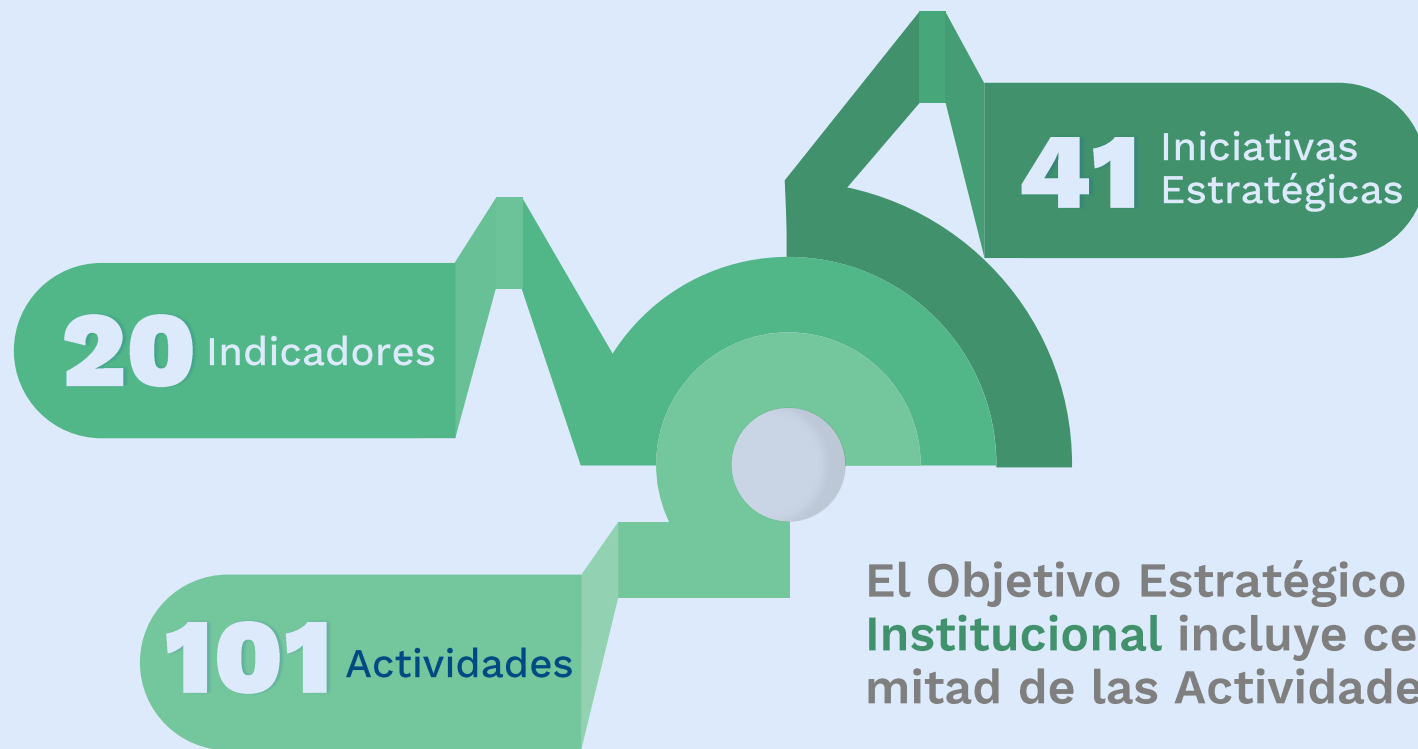 41 Iniciativas
Estratégicas
20 Indicadores
101 Actividades
El Objetivo Estratégico
Institucional incluye
mitad de las